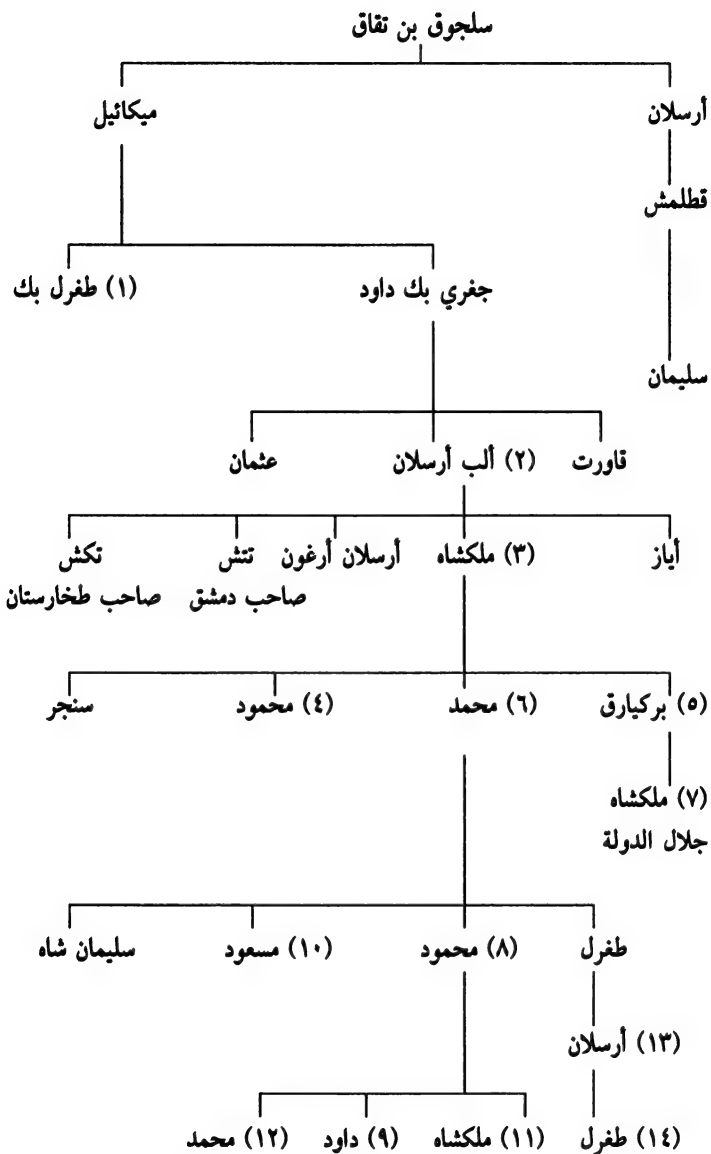 سلجوق بن تقاق
أرسلان ميكائيل
قطلمش
جغري بك داود (١) طغرل بك
سليمان
قاورت (٢) ألب أرسلان عثمان
أياز (٣) ملكشاه أرسلان أرغون تتش تكش
صاحب دمشق صاحب طخارستان
(٥) بركيارق (٦) محمد (٤) محمود سنجر
(٧) ملكشاه
جلال الدولة
طغرل (٨) محمود (١٠) مسعود سليمان شاه
(١٣) أرسلان
(١٤) طغرل (١١) ملكشاه (٩) داود (١٢) محمد